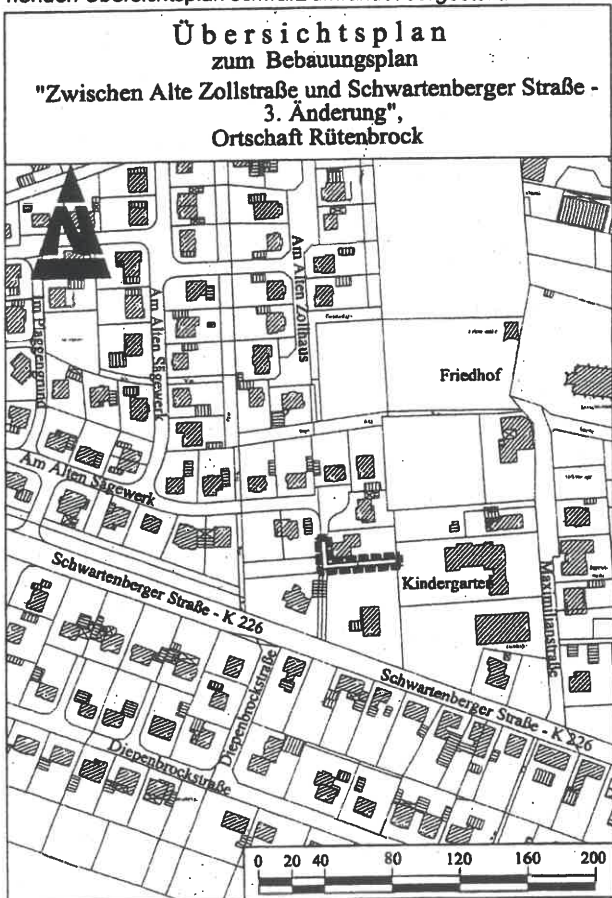 Übersichtsplan
zum Bebauungsplan
"Zwischen Alte Zollstraße und Schwartenberger Straße -
3. Änderung",
Ortschaft Rütenbrock
N
Im Plaggengrund
Am Alten Sägewerk
Am Alten Zollhaus
Friedhof
Am Alten Sägewerk
Schwartenberger Straße - K 226
Kindergarten
Maximilianstraße
Diepenbrockstraße
Schwartenberger Straße - K 226
Diepenbrockstraße
0 20 40 80 120 160 200